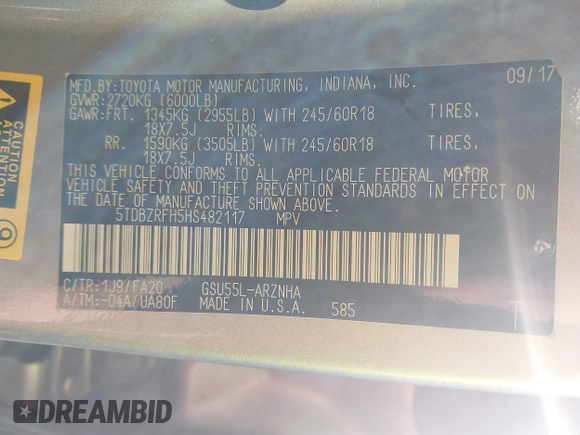 MFD.BY: TOYOTA MOTOR MANUFACTURING, INDIANA, INC. 09/17
GVWR: 2720KG (6000LB)
GAWR: FRT. 1345KG (2955LB) WITH 245/60R18 TIRES,
18X7.5J RIMS.
RR. 1590KG (3505LB) WITH 245/60R18 TIRES,
18X7.5J RIMS.
THIS VEHICLE CONFORMS TO ALL APPLICABLE FEDERAL MOTOR
VEHICLE SAFETY AND THEFT PREVENTION STANDARDS IN EFFECT ON
THE DATE OF MANUFACTURE SHOWN ABOVE.
5TDBZRFH5HS482117 MPV
C/TR: 1J9/FA20 GSU55L-ARZNHA
A/TM: -04A/UA80F MADE IN U.S.A. 585 T
CAUTION
ATTENTION
DREAMBID